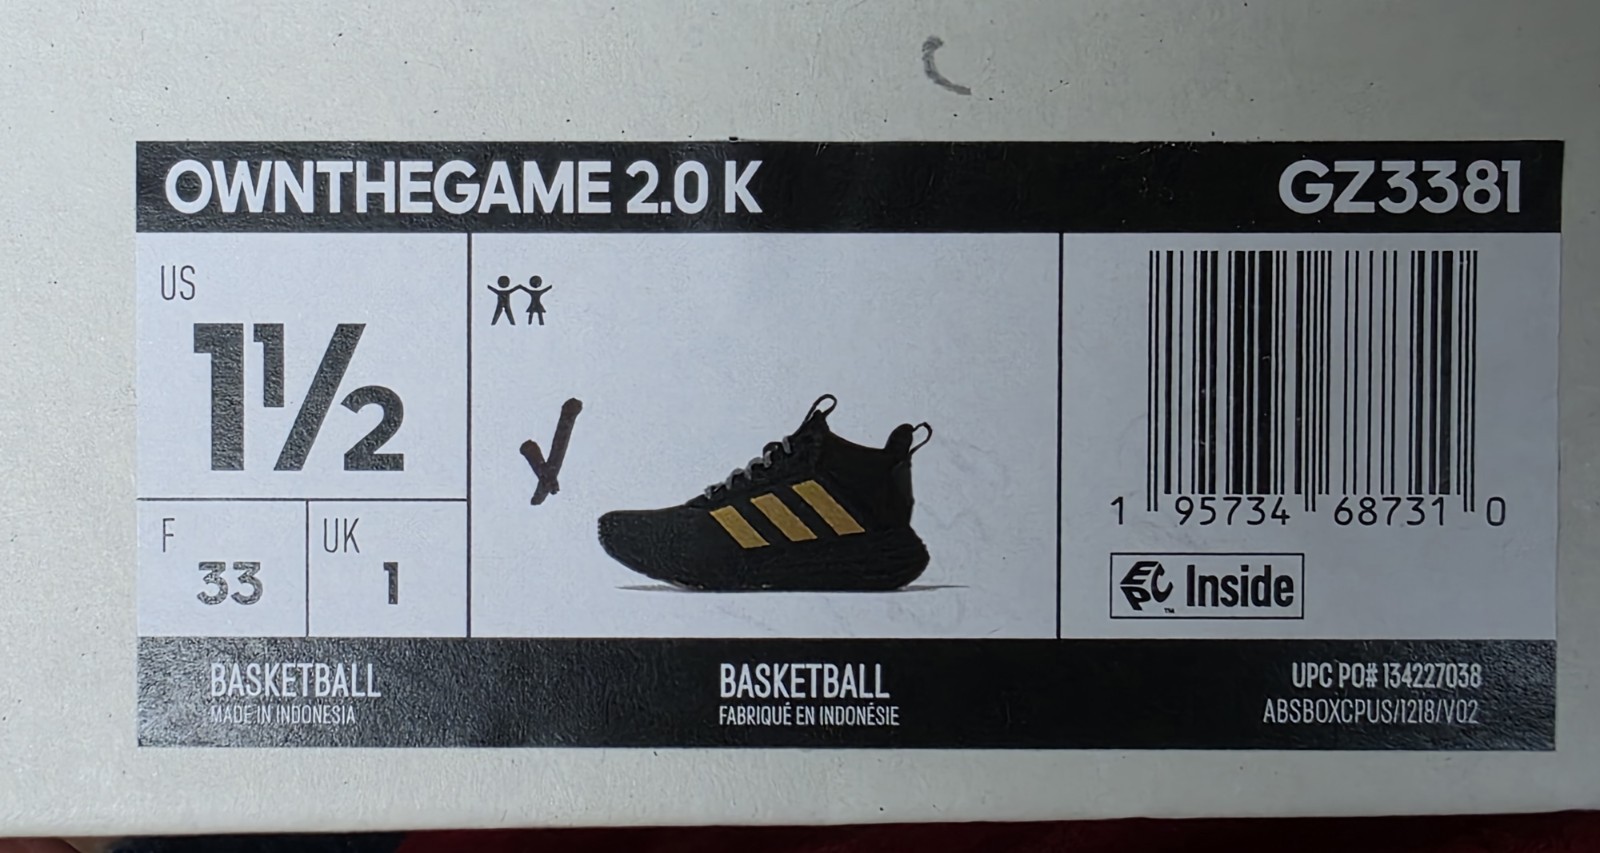 OWNTHEGAME 2.0 K
GZ3381
US
1½
F
33
UK
1
1 95734 68731 0
EPC™ Inside
BASKETBALL
MADE IN INDONESIA
BASKETBALL
FABRIQUÉ EN INDONÉSIE
UPC PO# 134227038
ABSBOXCPUS/1218/V02